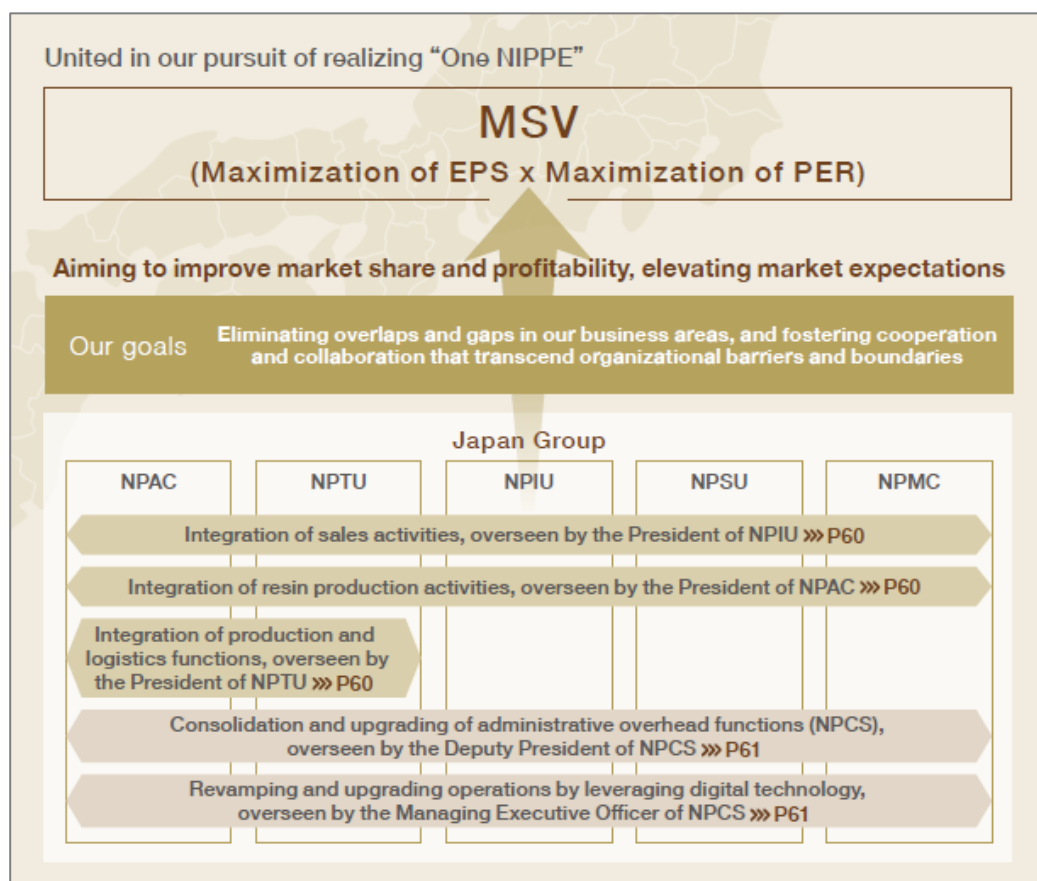 United in our pursuit of realizing “One NIPPE”
MSV
(Maximization of EPS x Maximization of PER)
Aiming to improve market share and profitability, elevating market expectations
Our goals
Eliminating overlaps and gaps in our business areas, and fostering cooperation
and collaboration that transcend organizational barriers and boundaries
Japan Group
NPAC
NPTU
NPIU
NPSU
NPMC
Integration of sales activities, overseen by the President of NPIU >>> P60
Integration of resin production activities, overseen by the President of NPAC >>> P60
Integration of production and
logistics functions, overseen by
the President of NPTU >>> P60
Consolidation and upgrading of administrative overhead functions (NPCS),
overseen by the Deputy President of NPCS >>> P61
Revamping and upgrading operations by leveraging digital technology,
overseen by the Managing Executive Officer of NPCS >>> P61